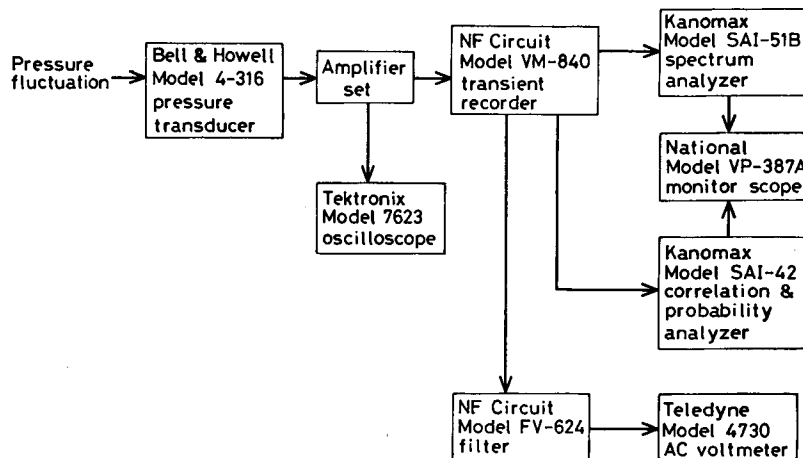 Pressure
fluctuation
Bell & Howell
Model 4-316
pressure
transducer
Amplifier
set
NF Circuit
Model VM-840
transient
recorder
Kanomax
Model SAI-51B
spectrum
analyzer
National
Model VP-387A
monitor scope
Tektronix
Model 7623
oscilloscope
Kanomax
Model SAI-42
correlation &
probability
analyzer
NF Circuit
Model FV-624
filter
Teledyne
Model 4730
AC voltmeter